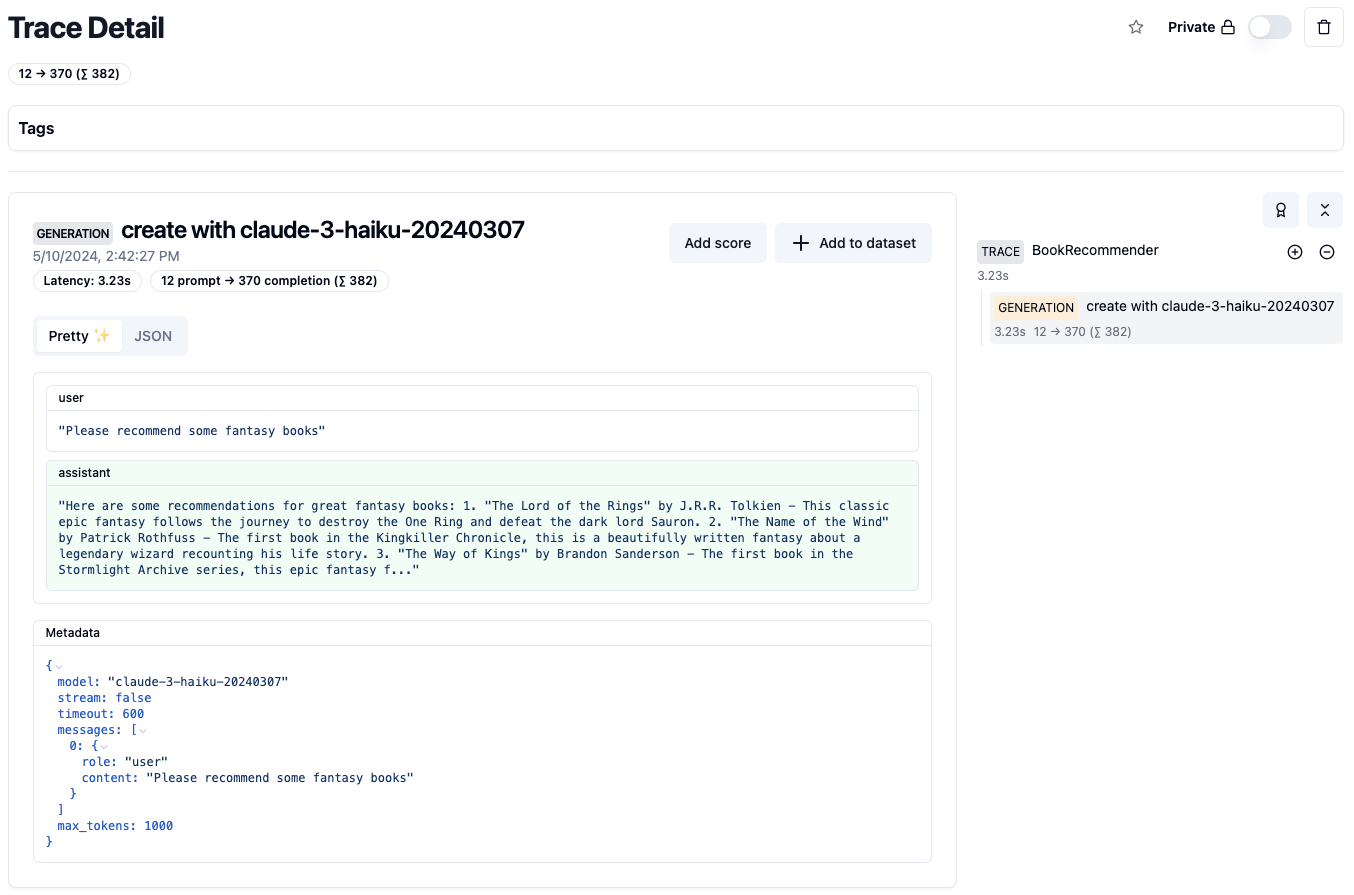 Trace Detail
Private
12 → 370 (∑ 382)
Tags
GENERATION create with claude-3-haiku-20240307
5/10/2024, 2:42:27 PM
Latency: 3.23s 12 prompt → 370 completion (∑ 382)
Add score
+ Add to dataset
Pretty ✨ JSON
user
"Please recommend some fantasy books"
assistant
"Here are some recommendations for great fantasy books: 1. "The Lord of the Rings" by J.R.R. Tolkien – This classic
epic fantasy follows the journey to destroy the One Ring and defeat the dark lord Sauron. 2. "The Name of the Wind"
by Patrick Rothfuss – The first book in the Kingkiller Chronicle, this is a beautifully written fantasy about a
legendary wizard recounting his life story. 3. "The Way of Kings" by Brandon Sanderson – The first book in the
Stormlight Archive series, this epic fantasy f..."
Metadata
{
model: "claude-3-haiku-20240307"
stream: false
timeout: 600
messages: [
0: {
role: "user"
content: "Please recommend some fantasy books"
}
]
max_tokens: 1000
}
TRACE BookRecommender
3.23s
GENERATION create with claude-3-haiku-20240307
3.23s 12 → 370 (∑ 382)